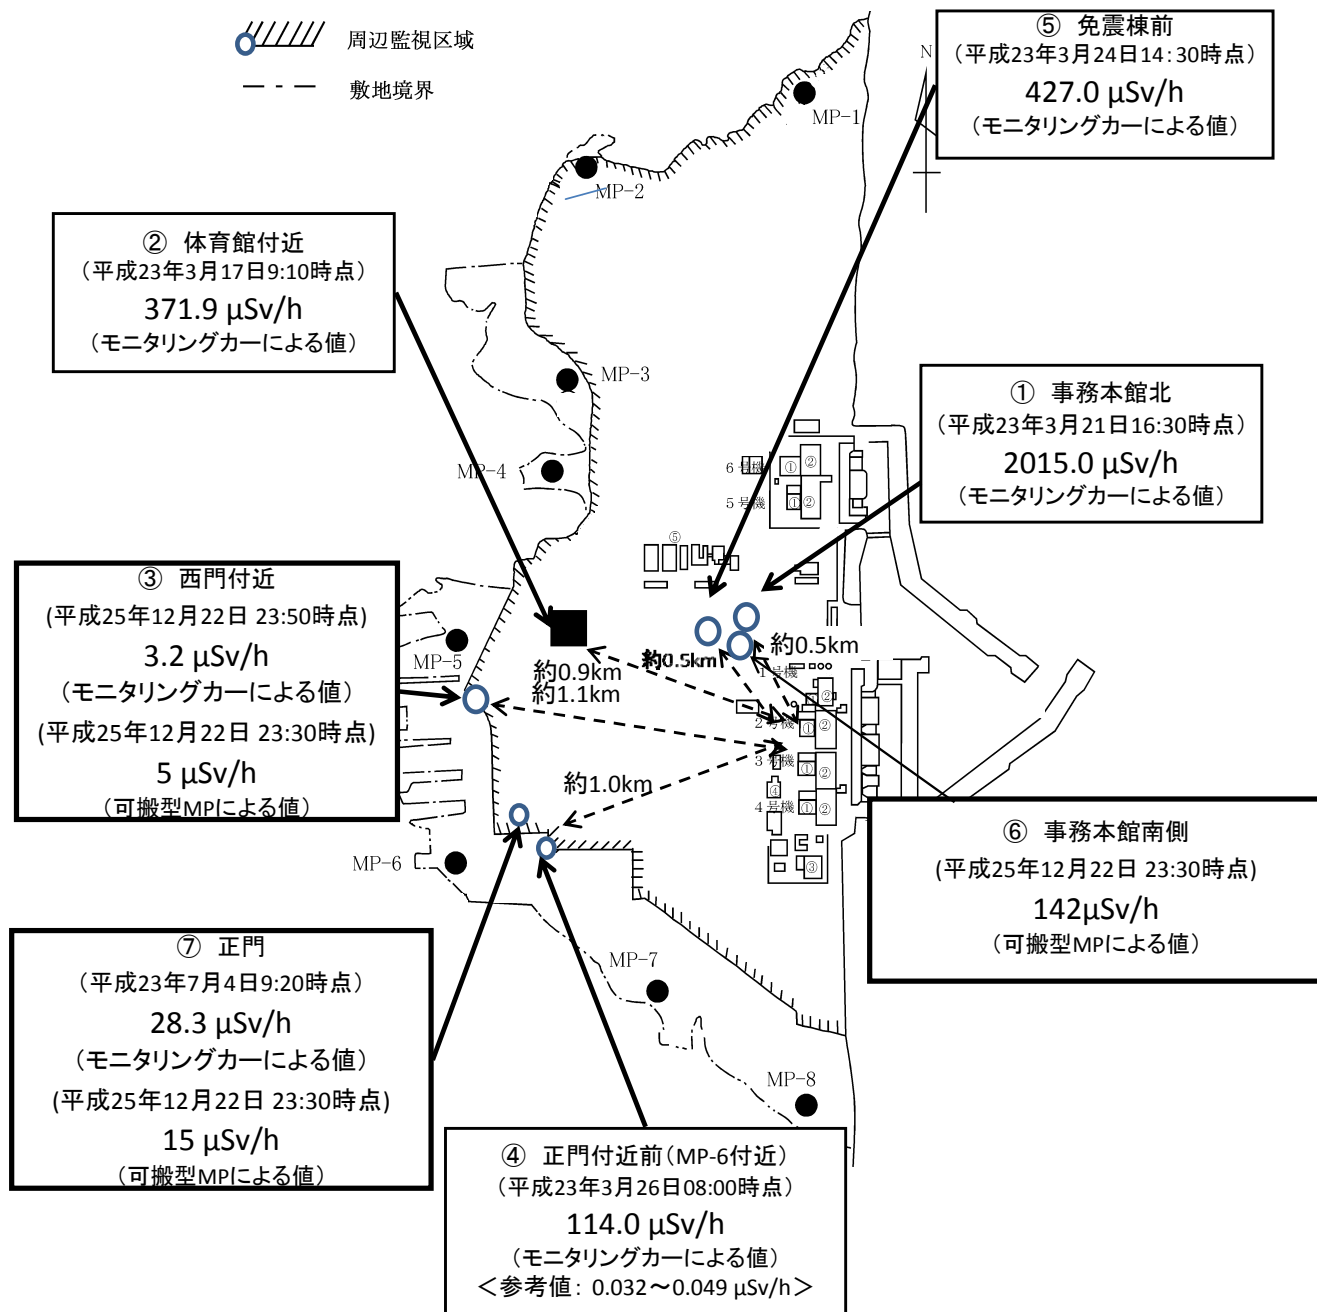 周辺監視区域
敷地境界
⑤ 免震棟前
(平成23年3月24日14:30時点)
427.0 μSv/h
(モニタリングカーによる値)
N
MP-1
MP-2
② 体育館付近
(平成23年3月17日9:10時点)
371.9 μSv/h
(モニタリングカーによる値)
MP-3
MP-4
① 事務本館北
(平成23年3月21日16:30時点)
2015.0 μSv/h
(モニタリングカーによる値)
6号機
①
②
5号機
①
②
⑤
③ 西門付近
(平成25年12月22日 23:50時点)
3.2 μSv/h
(モニタリングカーによる値)
(平成25年12月22日 23:30時点)
5 μSv/h
(可搬型MPによる値)
MP-5
約0.9km
約1.1km
約0.5km
約0.5km
1号機
②
2号機
①
②
3号機
①
②
約1.0km
④
4号機
①
②
③
MP-6
⑥ 事務本館南側
(平成25年12月22日 23:30時点)
142μSv/h
(可搬型MPによる値)
⑦ 正門
(平成23年7月4日9:20時点)
28.3 μSv/h
(モニタリングカーによる値)
(平成25年12月22日 23:30時点)
15 μSv/h
(可搬型MPによる値)
MP-7
MP-8
④ 正門付近前(MP-6付近)
(平成23年3月26日08:00時点)
114.0 μSv/h
(モニタリングカーによる値)
<参考値: 0.032~0.049 μSv/h>